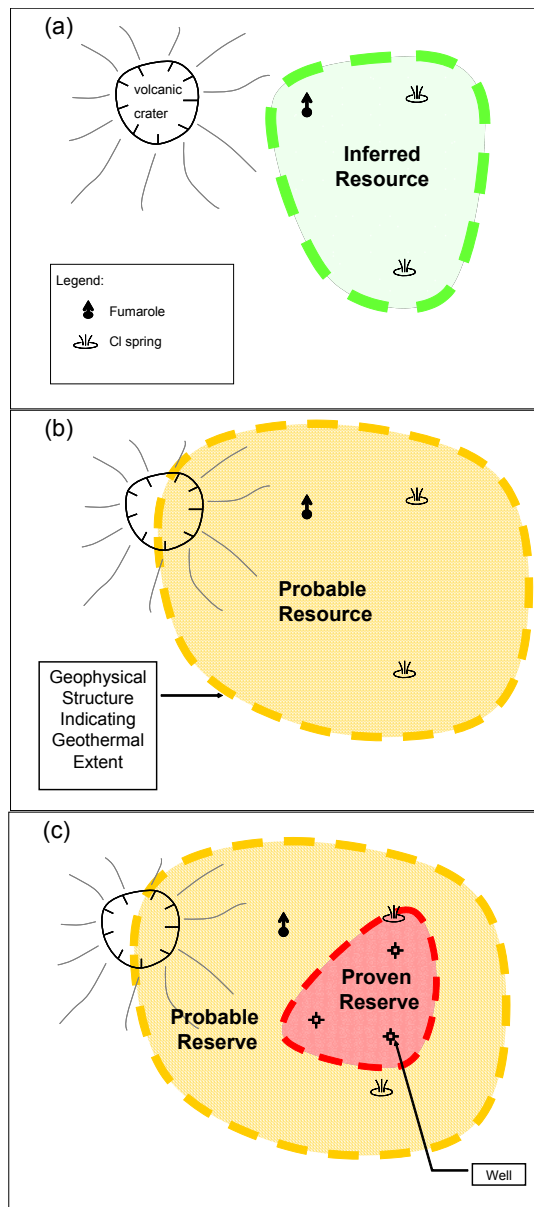 (a)
volcanic
crater
Inferred
Resource
Legend:
Fumarole
Cl spring
(b)
Probable
Resource
Geophysical
Structure
Indicating
Geothermal
Extent
(c)
Proven
Reserve
Probable
Reserve
Well